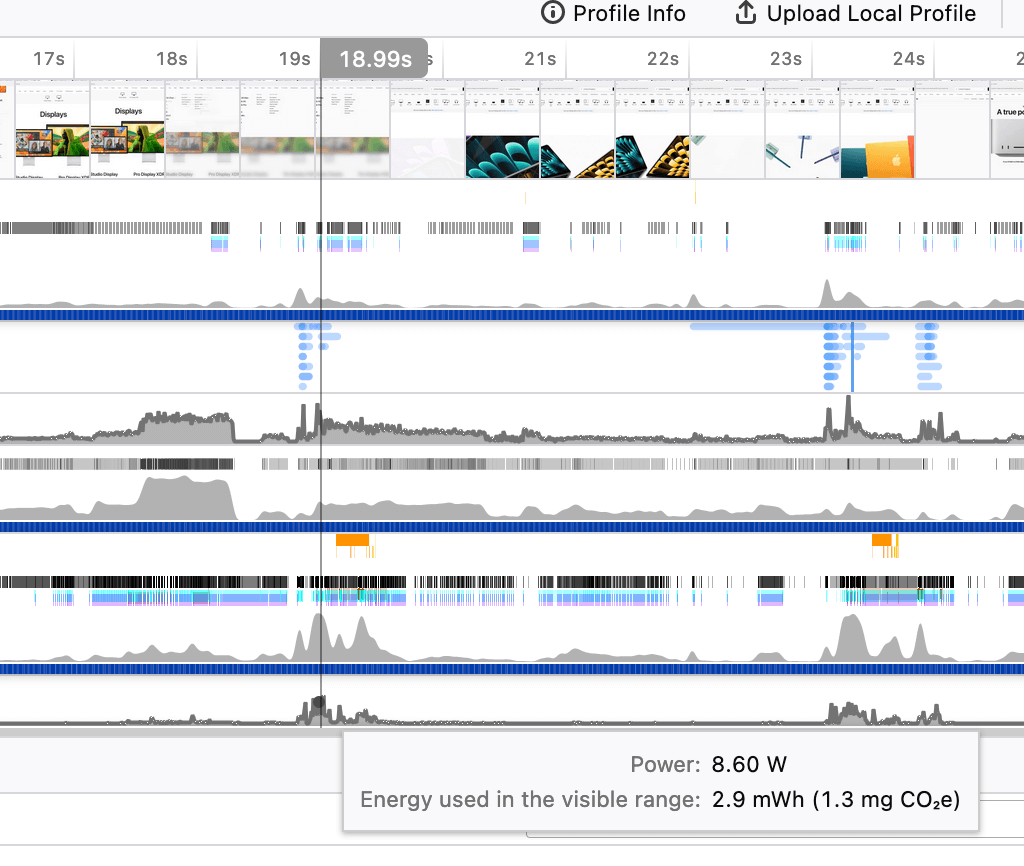 Profile Info
Upload Local Profile
17s
18s
19s
18.99s
s
21s
22s
23s
24s
2
Displays
Displays
Studio Display
Pro Display XDR
Studio Display
Pro Display XDR
A true po
Power: 8.60 W
Energy used in the visible range: 2.9 mWh (1.3 mg CO₂e)